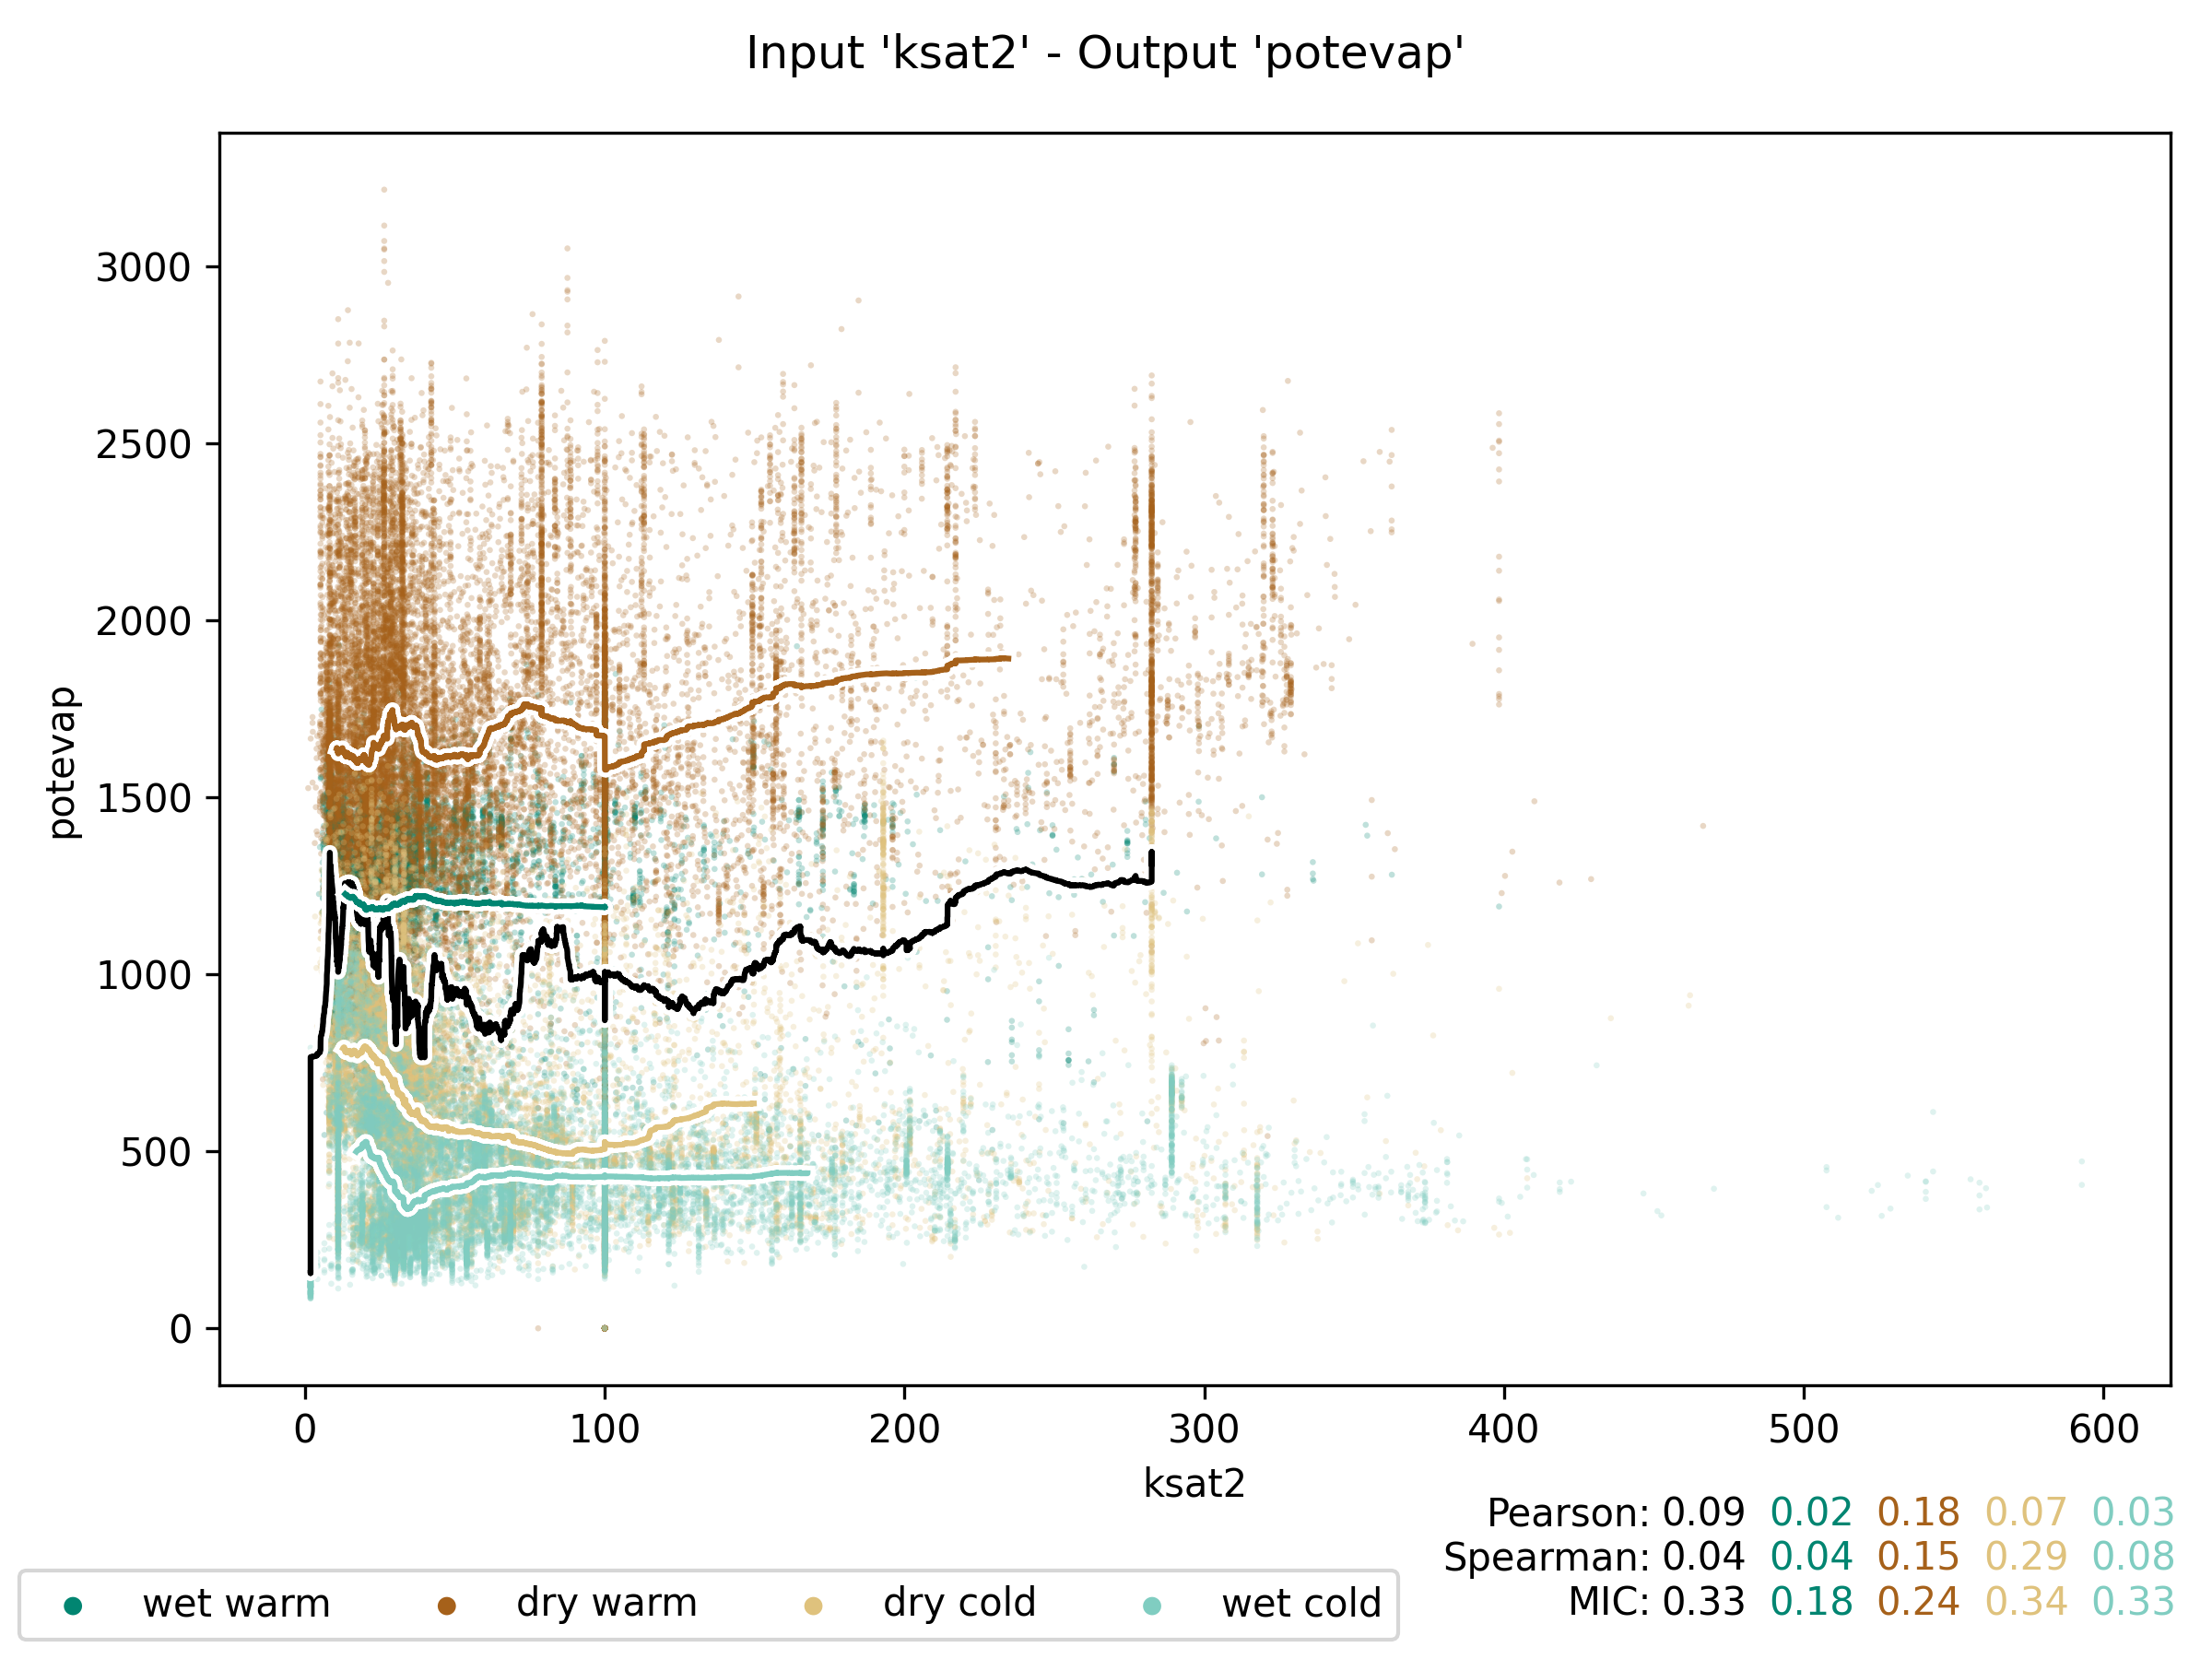 Input 'ksat2' - Output 'potevap'
3000
2500
2000
1500
1000
500
0
potevap
0 100 200 300 400 500 600
ksat2
Pearson: 0.09 0.02 0.18 0.07 0.03
Spearman: 0.04 0.04 0.15 0.29 0.08
MIC: 0.33 0.18 0.24 0.34 0.33
wet warm dry warm dry cold wet cold